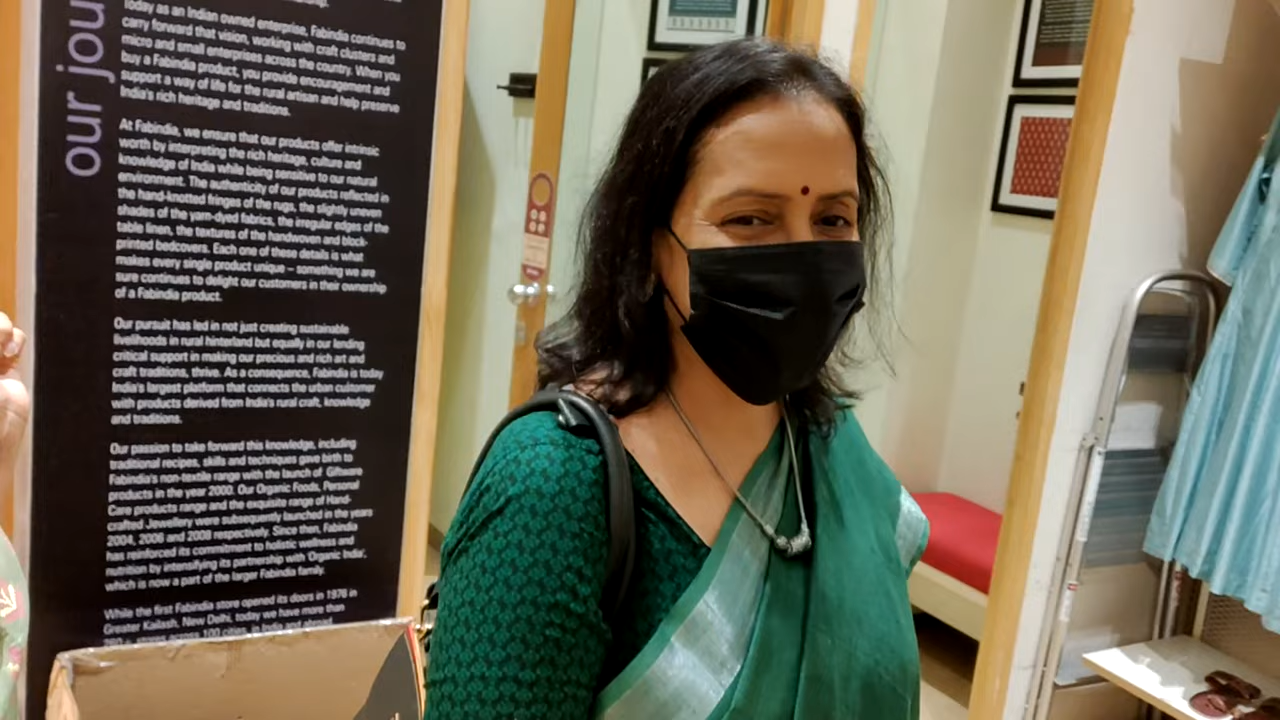 our jou
Today as an Indian owned enterprise, Fabindia continues to
carry forward that vision, working with craft clusters and
micro and small enterprises across the country. When you
buy a Fabindia product, you provide encouragement and
support a way of life for the rural artisan and help preserve
India's rich heritage and traditions.
At Fabindia, we ensure that our products offer intrinsic
worth by interpreting the rich heritage, culture and
knowledge of India while being sensitive to our natural
environment. The authenticity of our products reflected in
the hand-knotted fringes of the rugs, the slightly uneven
shades of the yarn-dyed fabrics, the irregular edges of the
table linen, the textures of the handwoven and block-
printed bedcovers. Each one of these details is what
makes every single product unique – something we are
sure continues to delight our customers in their ownership
of a Fabindia product.
Our pursuit has led in not just creating sustainable
livelihoods in rural hinterland but equally in our lending
critical support in making our precious and rich art and
craft traditions, thrive. As a consequence, Fabindia is today
India's largest platform that connects the urban customer
with products derived from India's rural craft, knowledge
and traditions.
Our passion to take forward this knowledge, including
traditional recipes, skills and techniques gave birth to
Fabindia's non-textile range with the launch of Giftware
products in the year 2000. Our Organic Foods, Personal
Care products range and the exquisite range of Hand-
crafted Jewellery were subsequently launched in the years
2004, 2006 and 2008 respectively. Since then, Fabindia
has reinforced its commitment to holistic wellness and
nutrition by intensifying its partnership with 'Organic India',
which is now a part of the larger Fabindia family.
While the first Fabindia store opened its doors in 1976 in
Greater Kailash, New Delhi, today we have more than
across 100 cities in India and abroad